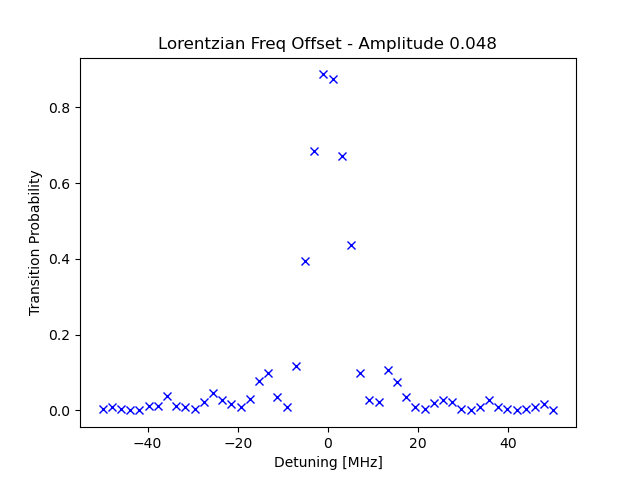 Lorentzian Freq Offset - Amplitude 0.048
Transition Probability
0.8
0.6
0.4
0.2
0.0
−40 −20 0 20 40
Detuning [MHz]